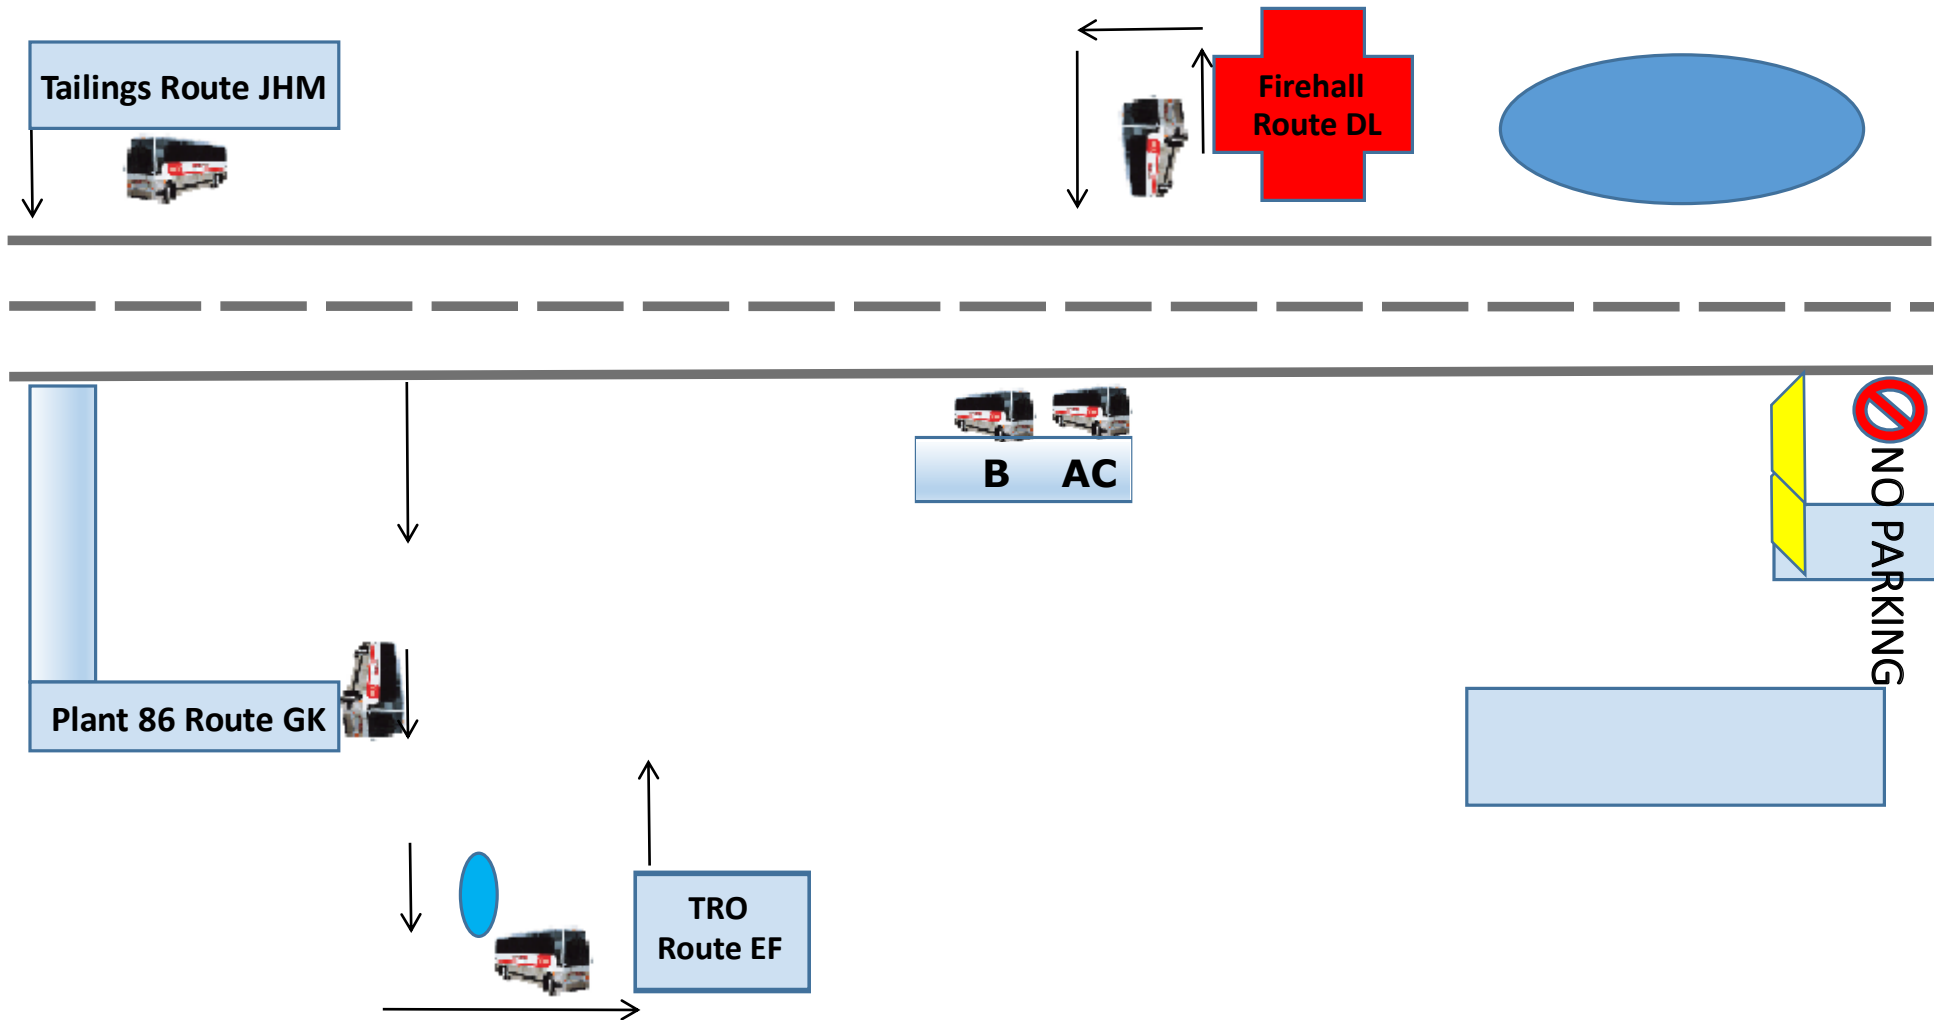 Tailings Route JHM
Firehall
Route DL
B AC
NO PARKING
Plant 86 Route GK
TRO
Route EF